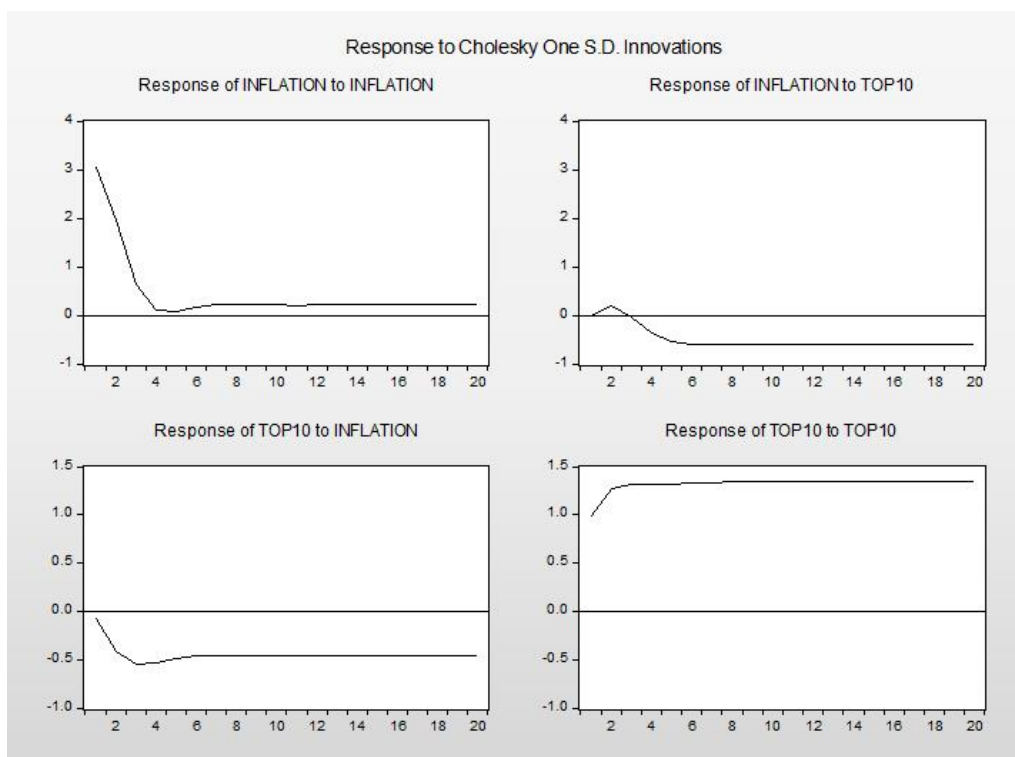 Response to Cholesky One S.D. Innovations
Response of INFLATION to INFLATION
4
3
2
1
0
-1
2 4 6 8 10 12 14 16 18 20
Response of INFLATION to TOP10
4
3
2
1
0
-1
2 4 6 8 10 12 14 16 18 20
Response of TOP10 to INFLATION
1.5
1.0
0.5
0.0
-0.5
-1.0
2 4 6 8 10 12 14 16 18 20
Response of TOP10 to TOP10
1.5
1.0
0.5
0.0
-0.5
-1.0
2 4 6 8 10 12 14 16 18 20